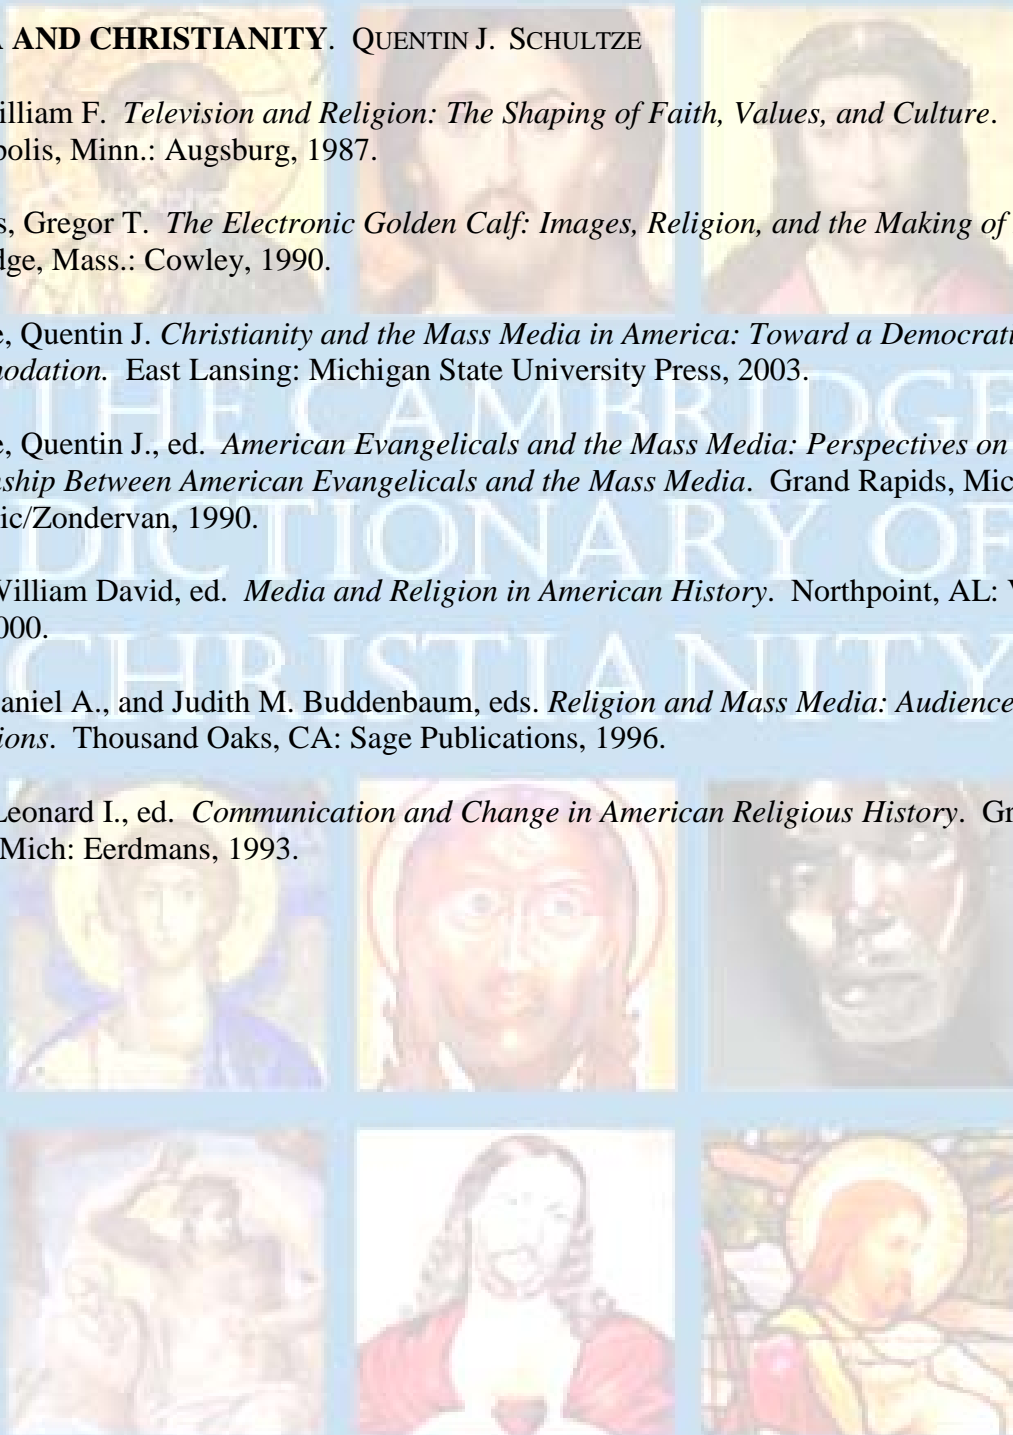 A AND CHRISTIANITY. QUENTIN J. SCHULTZE
illiam F. Television and Religion: The Shaping of Faith, Values, and Culture.
polis, Minn.: Augsburg, 1987.
s, Gregor T. The Electronic Golden Calf: Images, Religion, and the Making of
dge, Mass.: Cowley, 1990.
e, Quentin J. Christianity and the Mass Media in America: Toward a Democrati
nodation. East Lansing: Michigan State University Press, 2003.
THE CAMBRIDGE
e, Quentin J., ed. American Evangelicals and the Mass Media: Perspectives on
nship Between American Evangelicals and the Mass Media. Grand Rapids, Mic
ic/Zondervan, 1990.
DICTIONARY OF
William David, ed. Media and Religion in American History. Northpoint, AL: V
000.
CHRISTIANITY
aniel A., and Judith M. Buddenbaum, eds. Religion and Mass Media: Audience
ions. Thousand Oaks, CA: Sage Publications, 1996.
Leonard I., ed. Communication and Change in American Religious History. Gr
Mich: Eerdmans, 1993.